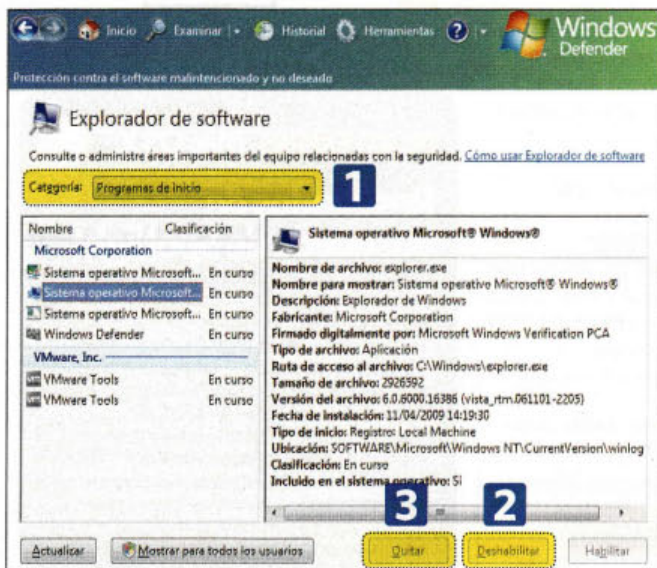 Inicio Examinar Historial Herramientas ? Windows
Defender
Protección contra el software malintencionado y no deseado
Explorador de software
Consulte o administre áreas importantes del equipo relacionadas con la seguridad. Cómo usar Explorador de software
Categoría: Programas de inicio 1
Nombre Clasificación
Microsoft Corporation
Sistema operativo Microsoft... En curso
Sistema operativo Microsoft... En curso
Sistema operativo Microsoft... En curso
Windows Defender En curso
VMware, Inc.
VMware Tools En curso
VMware Tools En curso
Sistema operativo Microsoft® Windows®
Nombre de archivo: explorer.exe
Nombre para mostrar: Sistema operativo Microsoft® Windows®
Descripción: Explorador de Windows
Fabricante: Microsoft Corporation
Firmado digitalmente por: Microsoft Windows Verification PCA
Tipo de archivo: Aplicación
Ruta de acceso al archivo: C:\Windows\explorer.exe
Tamaño de archivo: 2926592
Versión del archivo: 6.0.6000.16386 (vista_rtm.061101-2205)
Fecha de instalación: 11/04/2009 14:19:30
Tipo de inicio: Registro: Local Machine
Ubicación: SOFTWARE\Microsoft\Windows NT\CurrentVersion\winlog
Clasificación: En curso
Incluido en el sistema operativo: Sí
3 2
Actualizar Mostrar para todos los usuarios Quitar Deshabilitar Habilitar